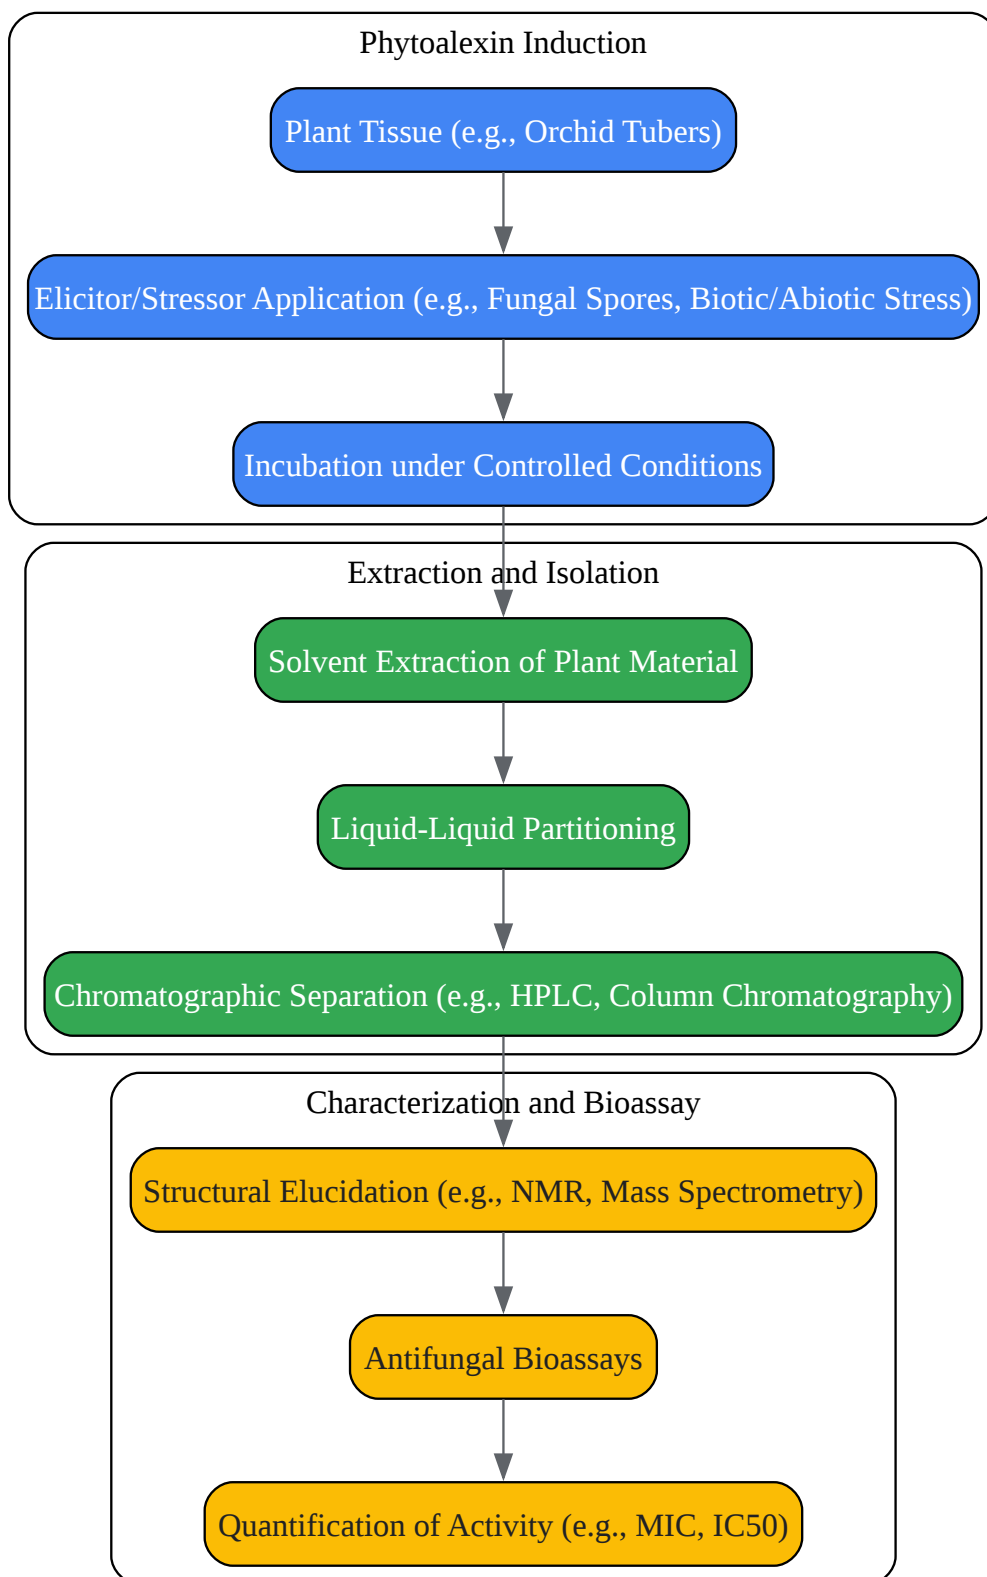 Phytoalexin Induction
Plant Tissue (e.g., Orchid Tubers)
Elicitor/Stressor Application (e.g., Fungal Spores, Biotic/Abiotic Stress)
Incubation under Controlled Conditions
Extraction and Isolation
Solvent Extraction of Plant Material
Liquid-Liquid Partitioning
Chromatographic Separation (e.g., HPLC, Column Chromatography)
Characterization and Bioassay
Structural Elucidation (e.g., NMR, Mass Spectrometry)
Antifungal Bioassays
Quantification of Activity (e.g., MIC, IC50)